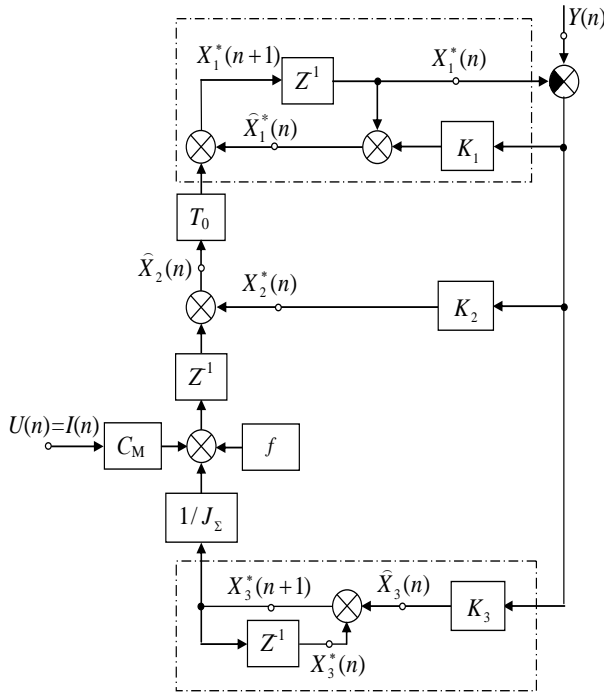 Y(n)
X₁*(n+1)
Z⁻¹
X₁*(n)
X̂₁*(n)
K₁
T₀
X̂₂(n)
X₂*(n)
K₂
Z⁻¹
U(n)=I(n)
C_M
f
1/J_Σ
X₃*(n+1)
X̂₃(n)
K₃
Z⁻¹
X₃*(n)